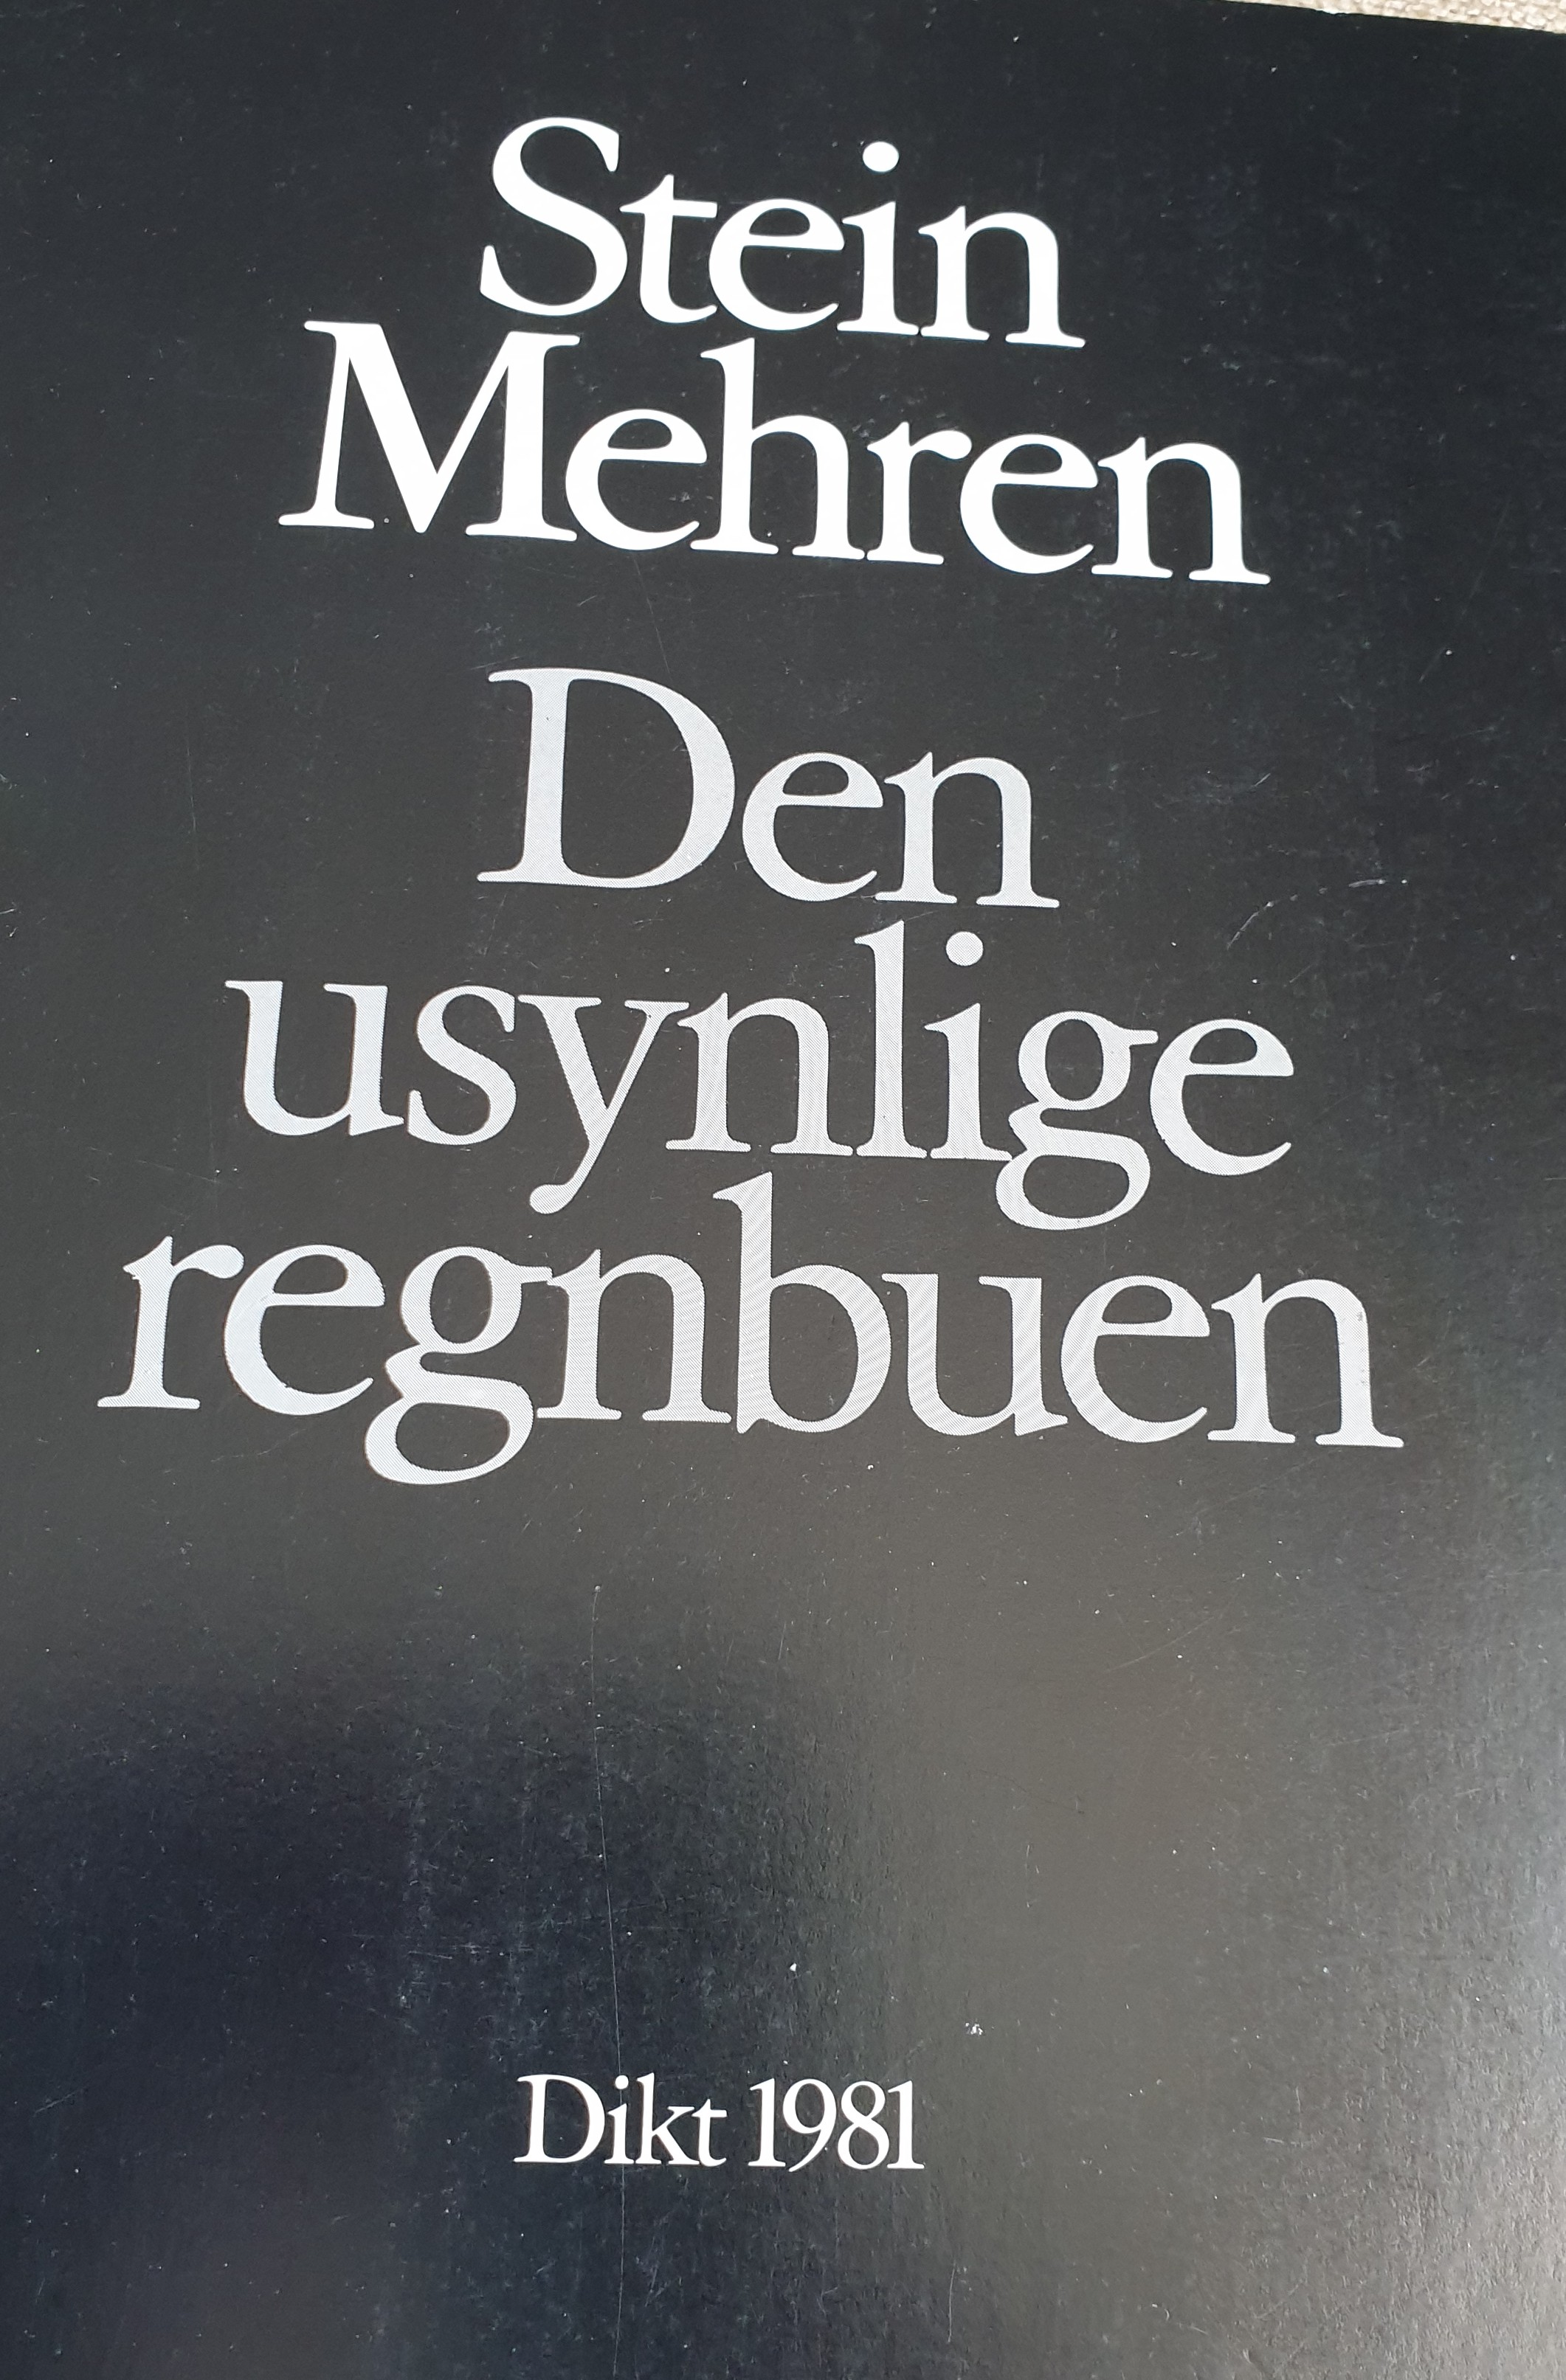 Stein
Mehren
Den
usynlige
regnbuen
Dikt 1981